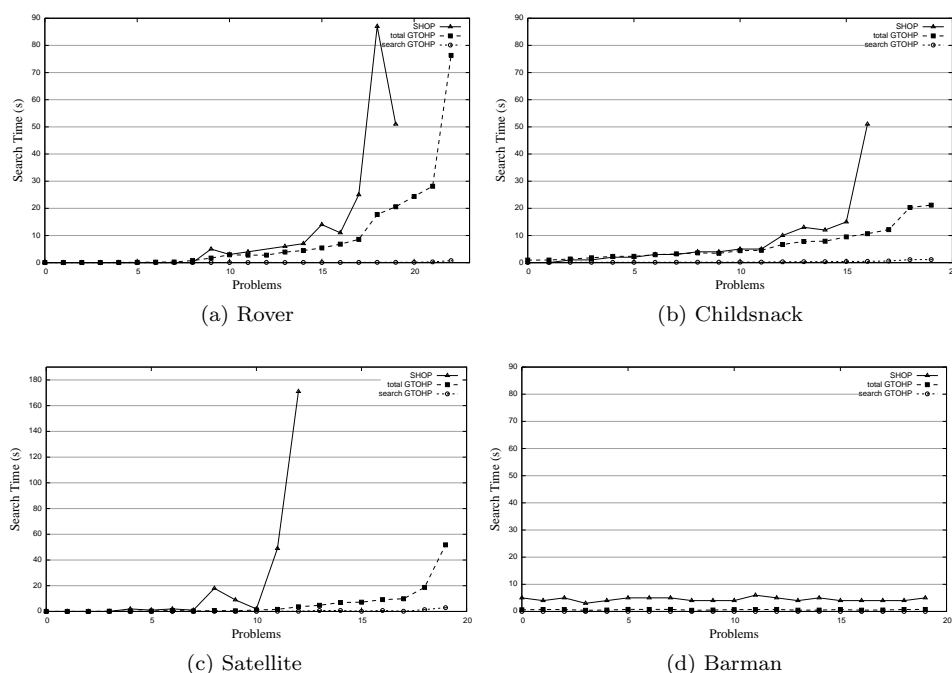 90
80
70
60
50
40
30
20
10
0
Search Time (s)
SHOP
total GTOHP
search GTOHP
0 5 10 15 20
Problems
(a) Rover
90
80
70
60
50
40
30
20
10
0
Search Time (s)
SHOP
total GTOHP
search GTOHP
0 5 10 15 20
Problems
(b) Childsnack
180
160
140
120
100
80
60
40
20
0
Search Time (s)
SHOP
total GTOHP
search GTOHP
0 5 10 15 20
Problems
(c) Satellite
90
80
70
60
50
40
30
20
10
0
Search Time (s)
SHOP
total GTOHP
search GTOHP
0 5 10 15 20
Problems
(d) Barman